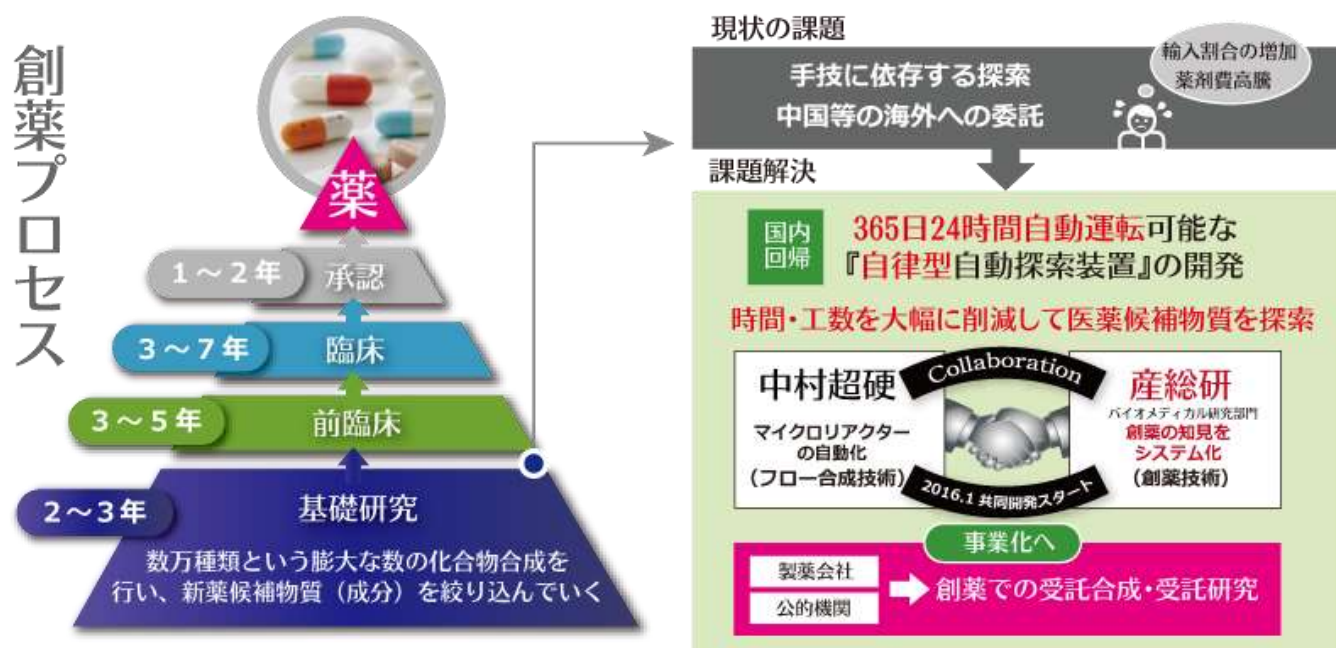 創薬プロセス
薬
1〜2年
承認
3〜7年
臨床
3〜5年
前臨床
2〜3年
基礎研究
数万種類という膨大な数の化合物合成を
行い、新薬候補物質（成分）を絞り込んでいく
現状の課題
手技に依存する探索
中国等の海外への委託
輸入割合の増加
薬剤費高騰
課題解決
国内
回帰
365日24時間自動運転可能な
『自律型自動探索装置』の開発
時間・工数を大幅に削減して医薬候補物質を探索
中村超硬
マイクロリアクター
の自動化
（フロー合成技術）
Collaboration
2016.1 共同開発スタート
産総研
バイオメディカル研究部門
創薬の知見を
システム化
（創薬技術）
事業化へ
製薬会社
公的機関
創薬での受託合成・受託研究